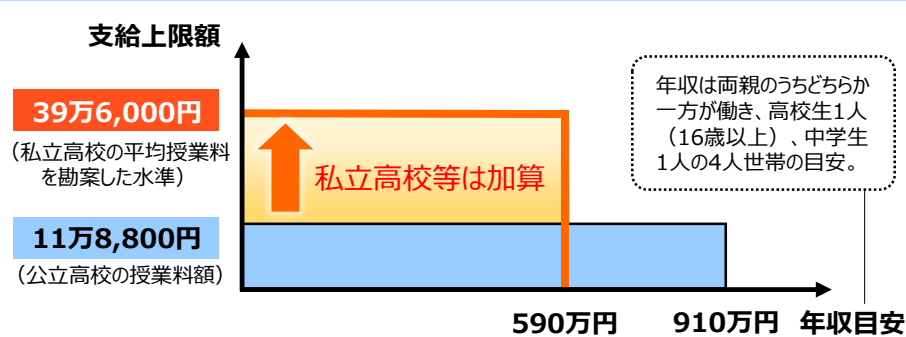 支給上限額
39万6,000円
（私立高校の平均授業料
を勘案した水準）
11万8,800円
（公立高校の授業料額）
私立高校等は加算
年収は両親のうちどちらか
一方が働き、高校生1人
（16歳以上）、中学生
1人の4人世帯の目安。
590万円
910万円
年収目安